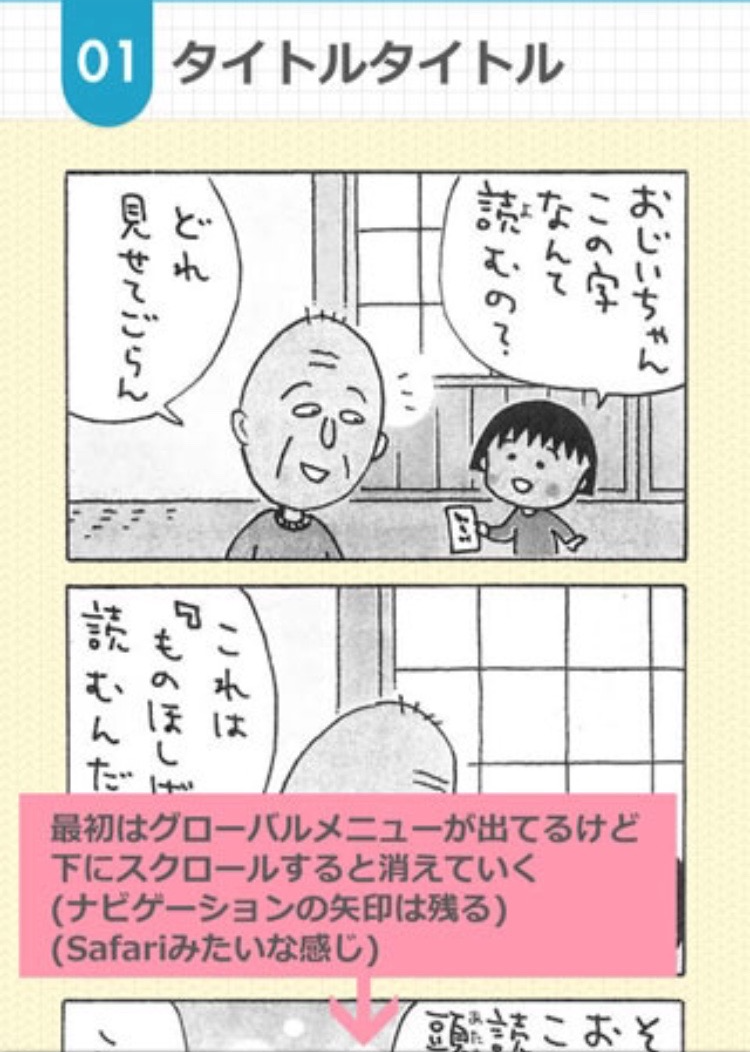 01 タイトルタイトル
おじいちゃん
この字
なんて
読むの?
よ
どれ
見せてごらん
これは
『ものほしげ
読むんだ
最初はグローバルメニューが出てるけど
下にスクロールすると消えていく
(ナビゲーションの矢印は残る)
(Safariみたいな感じ)
そ
お
こ
読
頭
あた